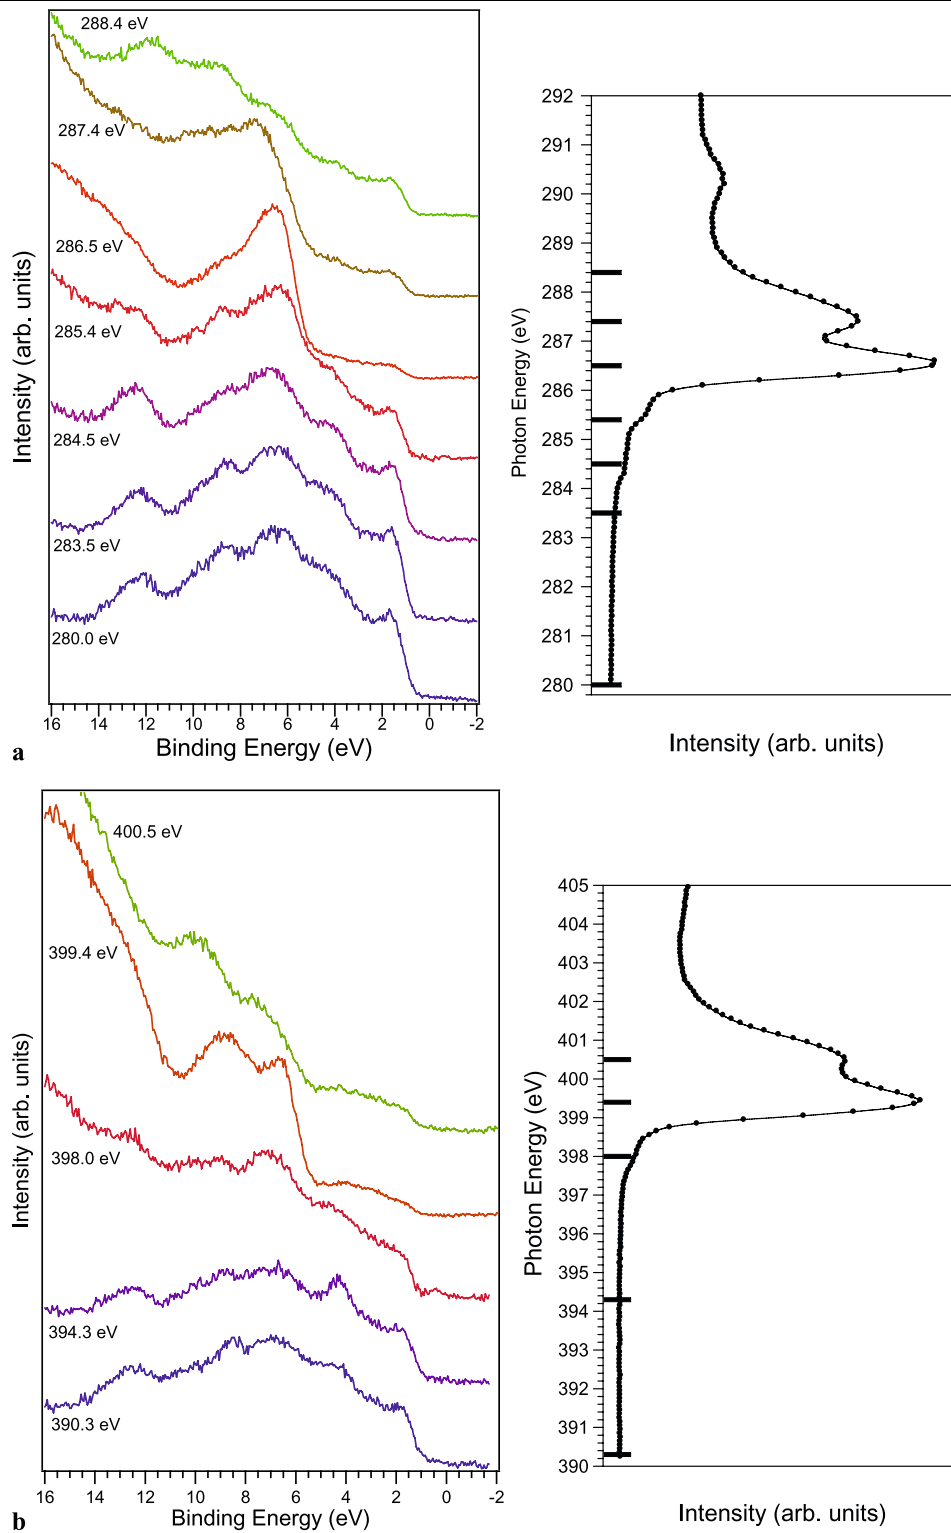 288.4 eV
287.4 eV
286.5 eV
285.4 eV
284.5 eV
283.5 eV
280.0 eV
Intensity (arb. units)
16 14 12 10 8 6 4 2 0 -2
Binding Energy (eV)
a
292
291
290
289
288
287
286
285
284
283
282
281
280
Photon Energy (eV)
Intensity (arb. units)
400.5 eV
399.4 eV
398.0 eV
394.3 eV
390.3 eV
Intensity (arb. units)
16 14 12 10 8 6 4 2 0 -2
Binding Energy (eV)
b
405
404
403
402
401
400
399
398
397
396
395
394
393
392
391
390
Photon Energy (eV)
Intensity (arb. units)